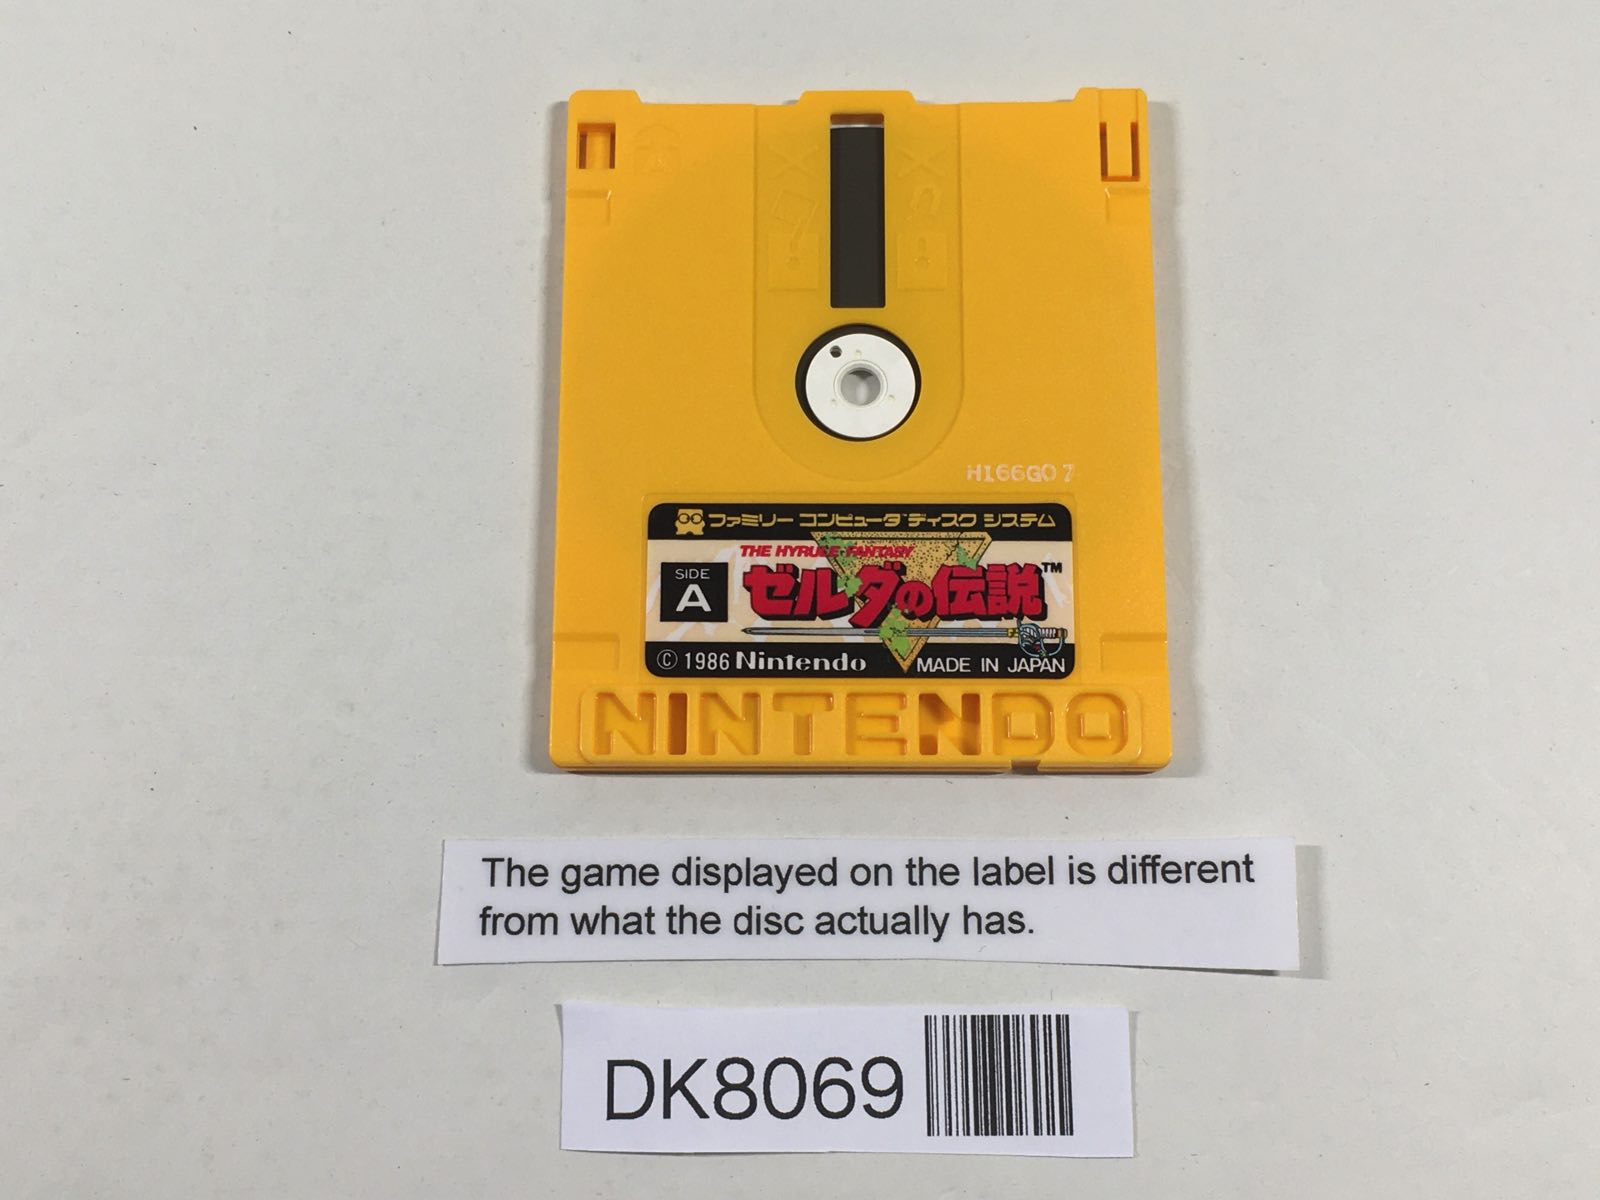 H166G07
ファミリー コンピュータ ディスク システム
THE HYRULE FANTASY
SIDE
A
ゼルダの伝説™
© 1986 Nintendo MADE IN JAPAN
NINTENDO
The game displayed on the label is different
from what the disc actually has.
DK8069